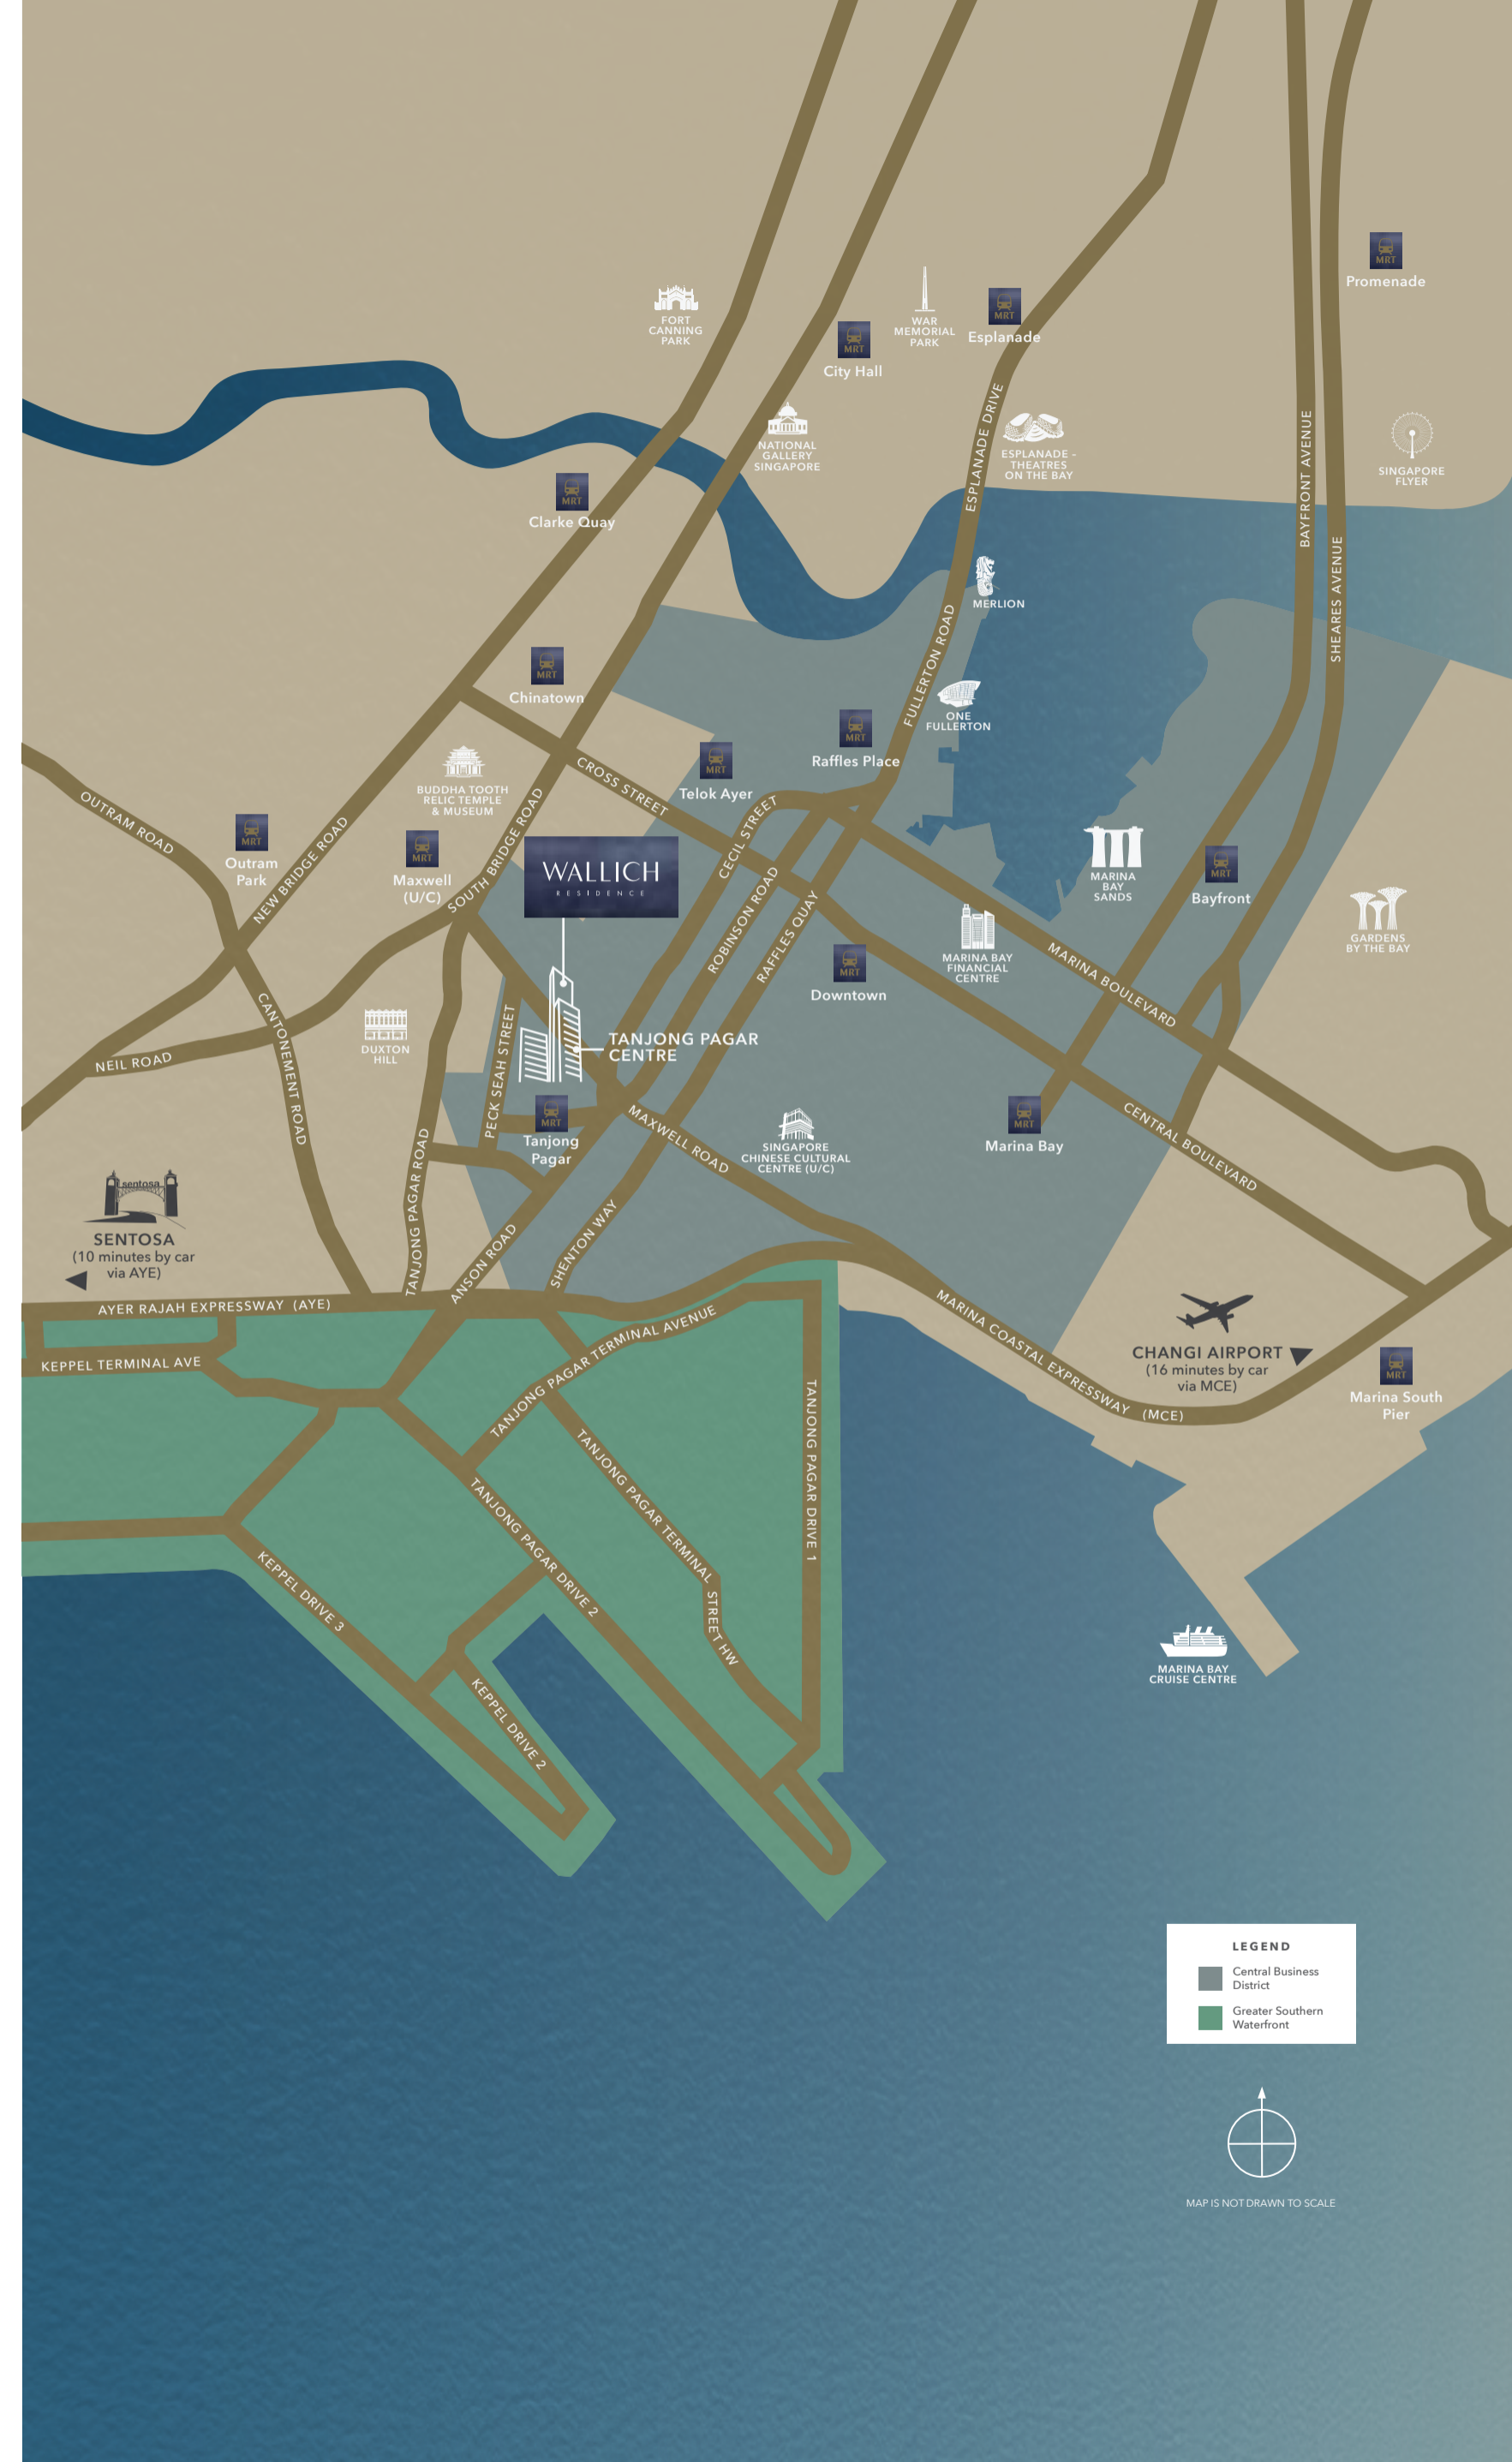 MRT
Promenade
FORT
CANNING
PARK
WAR
MEMORIAL
PARK
MRT
Esplanade
MRT
City Hall
NATIONAL
GALLERY
SINGAPORE
ESPLANADE DRIVE
ESPLANADE –
THEATRES
ON THE BAY
BAYFRONT AVENUE
SINGAPORE
FLYER
MRT
Clarke Quay
SHEARES AVENUE
MERLION
MRT
Chinatown
FULLERTON ROAD
ONE
FULLERTON
MRT
Raffles Place
MRT
Telok Ayer
CROSS STREET
BUDDHA TOOTH
RELIC TEMPLE
& MUSEUM
OUTRAM ROAD
MRT
Outram
Park
NEW BRIDGE ROAD
MRT
Maxwell
(U/C)
SOUTH BRIDGE ROAD
WALLICH
RESIDENCE
CECIL STREET
ROBINSON ROAD
RAFFLES QUAY
MARINA
BAY
SANDS
MRT
Bayfront
GARDENS
BY THE BAY
MRT
Downtown
MARINA BAY
FINANCIAL
CENTRE
MARINA BOULEVARD
CANTONEMENT ROAD
NEIL ROAD
DUXTON
HILL
PECK SEAH STREET
TANJONG PAGAR
CENTRE
MRT
Tanjong
Pagar
MAXWELL ROAD
SINGAPORE
CHINESE CULTURAL
CENTRE (U/C)
MRT
Marina Bay
CENTRAL BOULEVARD
TANJONG PAGAR ROAD
sentosa
SENTOSA
(10 minutes by car
via AYE)
ANSON ROAD
SHENTON WAY
AYER RAJAH EXPRESSWAY (AYE)
KEPPEL TERMINAL AVE
TANJONG PAGAR TERMINAL AVENUE
MARINA COASTAL EXPRESSWAY (MCE)
CHANGI AIRPORT
(16 minutes by car
via MCE)
MRT
Marina South
Pier
TANJONG PAGAR DRIVE 1
TANJONG PAGAR TERMINAL STREET HW
TANJONG PAGAR DRIVE 2
KEPPEL DRIVE 3
KEPPEL DRIVE 2
MARINA BAY
CRUISE CENTRE
LEGEND
Central Business
District
Greater Southern
Waterfront
MAP IS NOT DRAWN TO SCALE